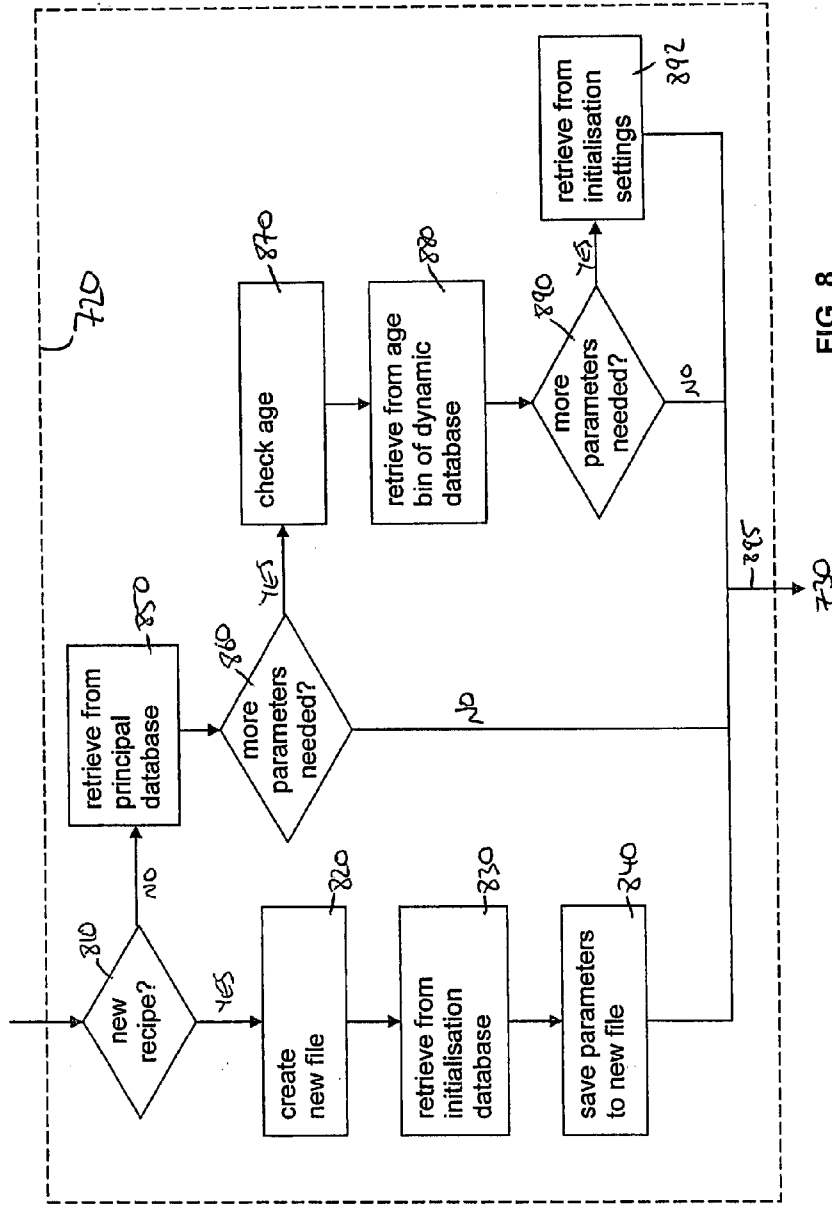 720
new
recipe?
810
NO
YES
create
new file
820
retrieve from
initialisation
database
830
save parameters
to new file
840
retrieve from
principal
database
850
more
parameters
needed?
860
YES
NO
check age
870
retrieve from age
bin of dynamic
database
880
more
parameters
needed?
890
YES
NO
retrieve from
initialisation
settings
892
895
730
FIG. 8